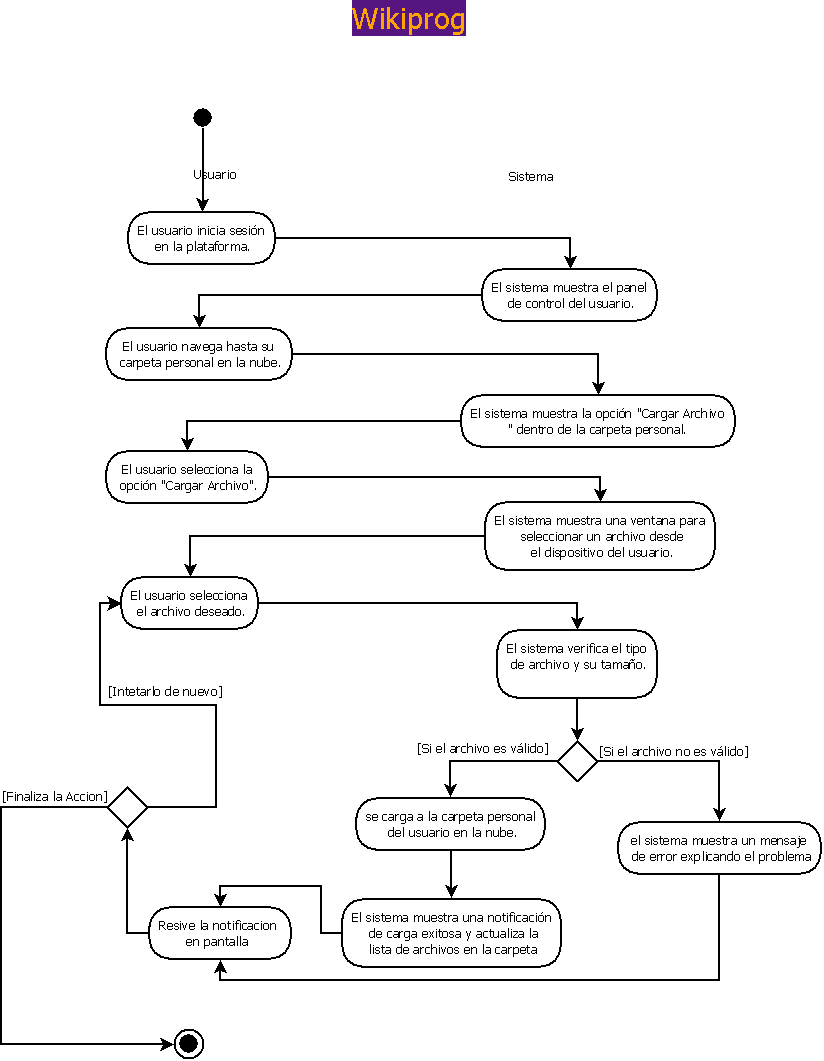 Wikiprog
Usuario
Sistema
El usuario inicia sesión
en la plataforma.
El sistema muestra el panel
de control del usuario.
El usuario navega hasta su
carpeta personal en la nube.
El sistema muestra la opción "Cargar Archivo
" dentro de la carpeta personal.
El usuario selecciona la
opción "Cargar Archivo".
El sistema muestra una ventana para
seleccionar un archivo desde
el dispositivo del usuario.
El usuario selecciona
el archivo deseado.
El sistema verifica el tipo
de archivo y su tamaño.
[Intetarlo de nuevo]
[Si el archivo es válido]
[Si el archivo no es válido]
[Finaliza la Accion]
se carga a la carpeta personal
del usuario en la nube.
el sistema muestra un mensaje
de error explicando el problema
El sistema muestra una notificación
de carga exitosa y actualiza la
lista de archivos en la carpeta
Resive la notificacion
en pantalla